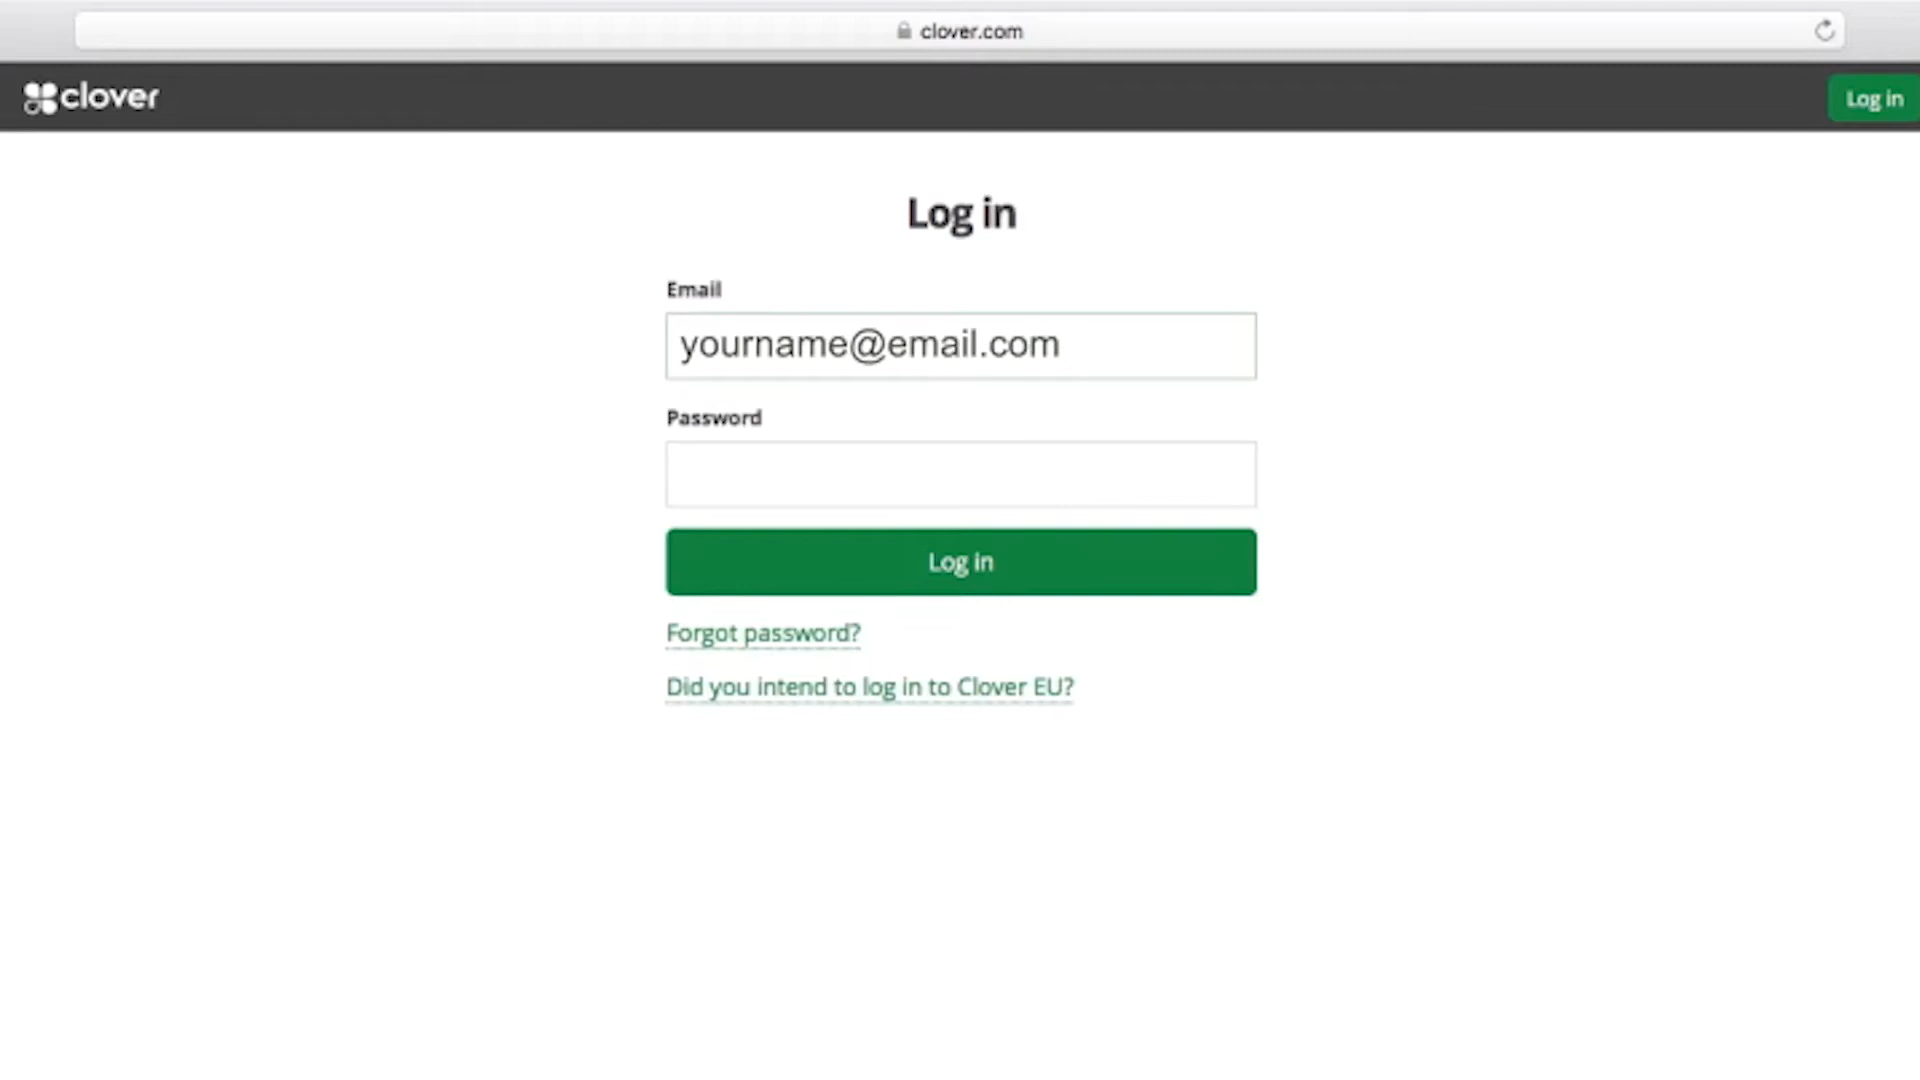 clover.com
clover
Log in
Log in
Email
yourname@email.com
Password
Log in
Forgot password?
Did you intend to log in to Clover EU?